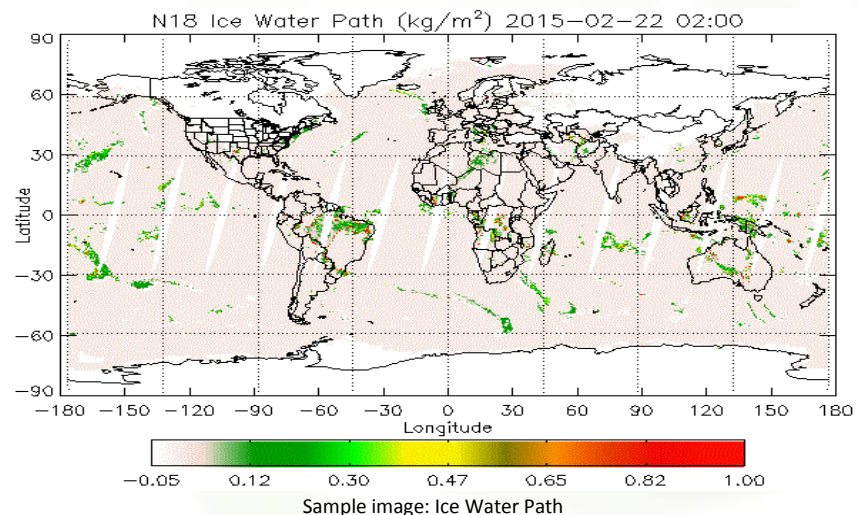 N18 Ice Water Path (kg/m²) 2015-02-22 02:00
90
60
30
0
−30
−60
−90
Latitude
−180 −150 −120 −90 −60 −30 0 30 60 90 120 150 180
Longitude
−0.05 0.12 0.30 0.47 0.65 0.82 1.00
Sample image: Ice Water Path